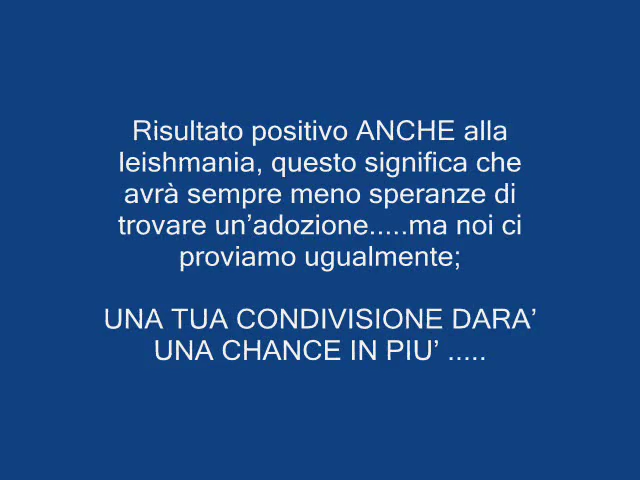 Risultato positivo ANCHE alla
leishmania, questo significa che
avrà sempre meno speranze di
trovare un’adozione.....ma noi ci
proviamo ugualmente;
UNA TUA CONDIVISIONE DARA’
UNA CHANCE IN PIU’ .....